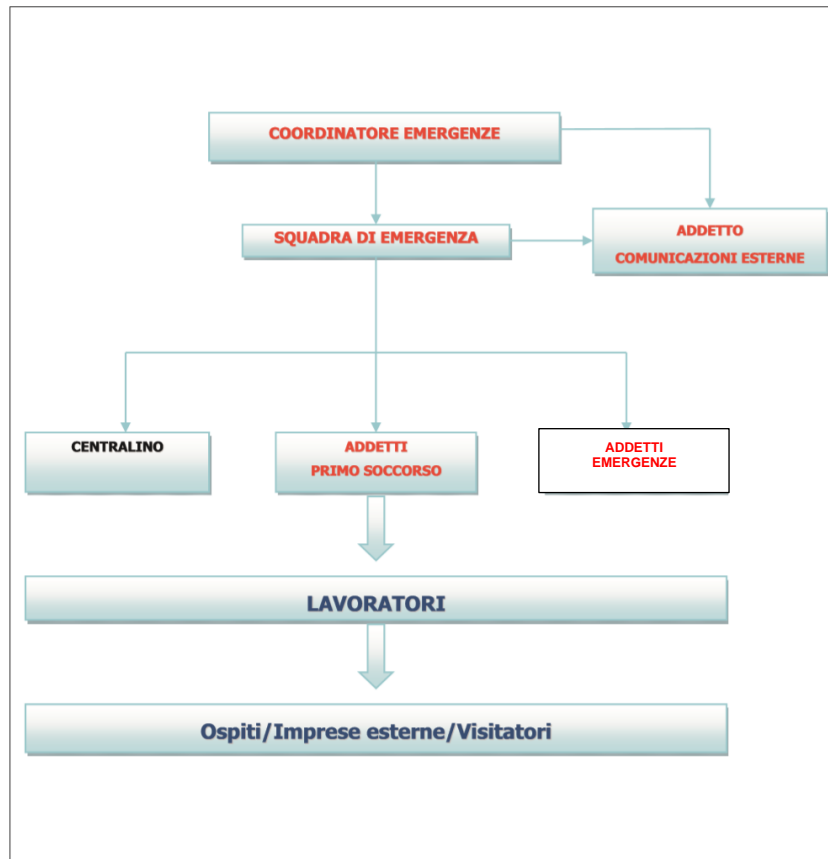 COORDINATORE EMERGENZE
SQUADRA DI EMERGENZA
ADDETTO
COMUNICAZIONI ESTERNE
CENTRALINO
ADDETTI
PRIMO SOCCORSO
ADDETTI
EMERGENZE
LAVORATORI
Ospiti/Imprese esterne/Visitatori